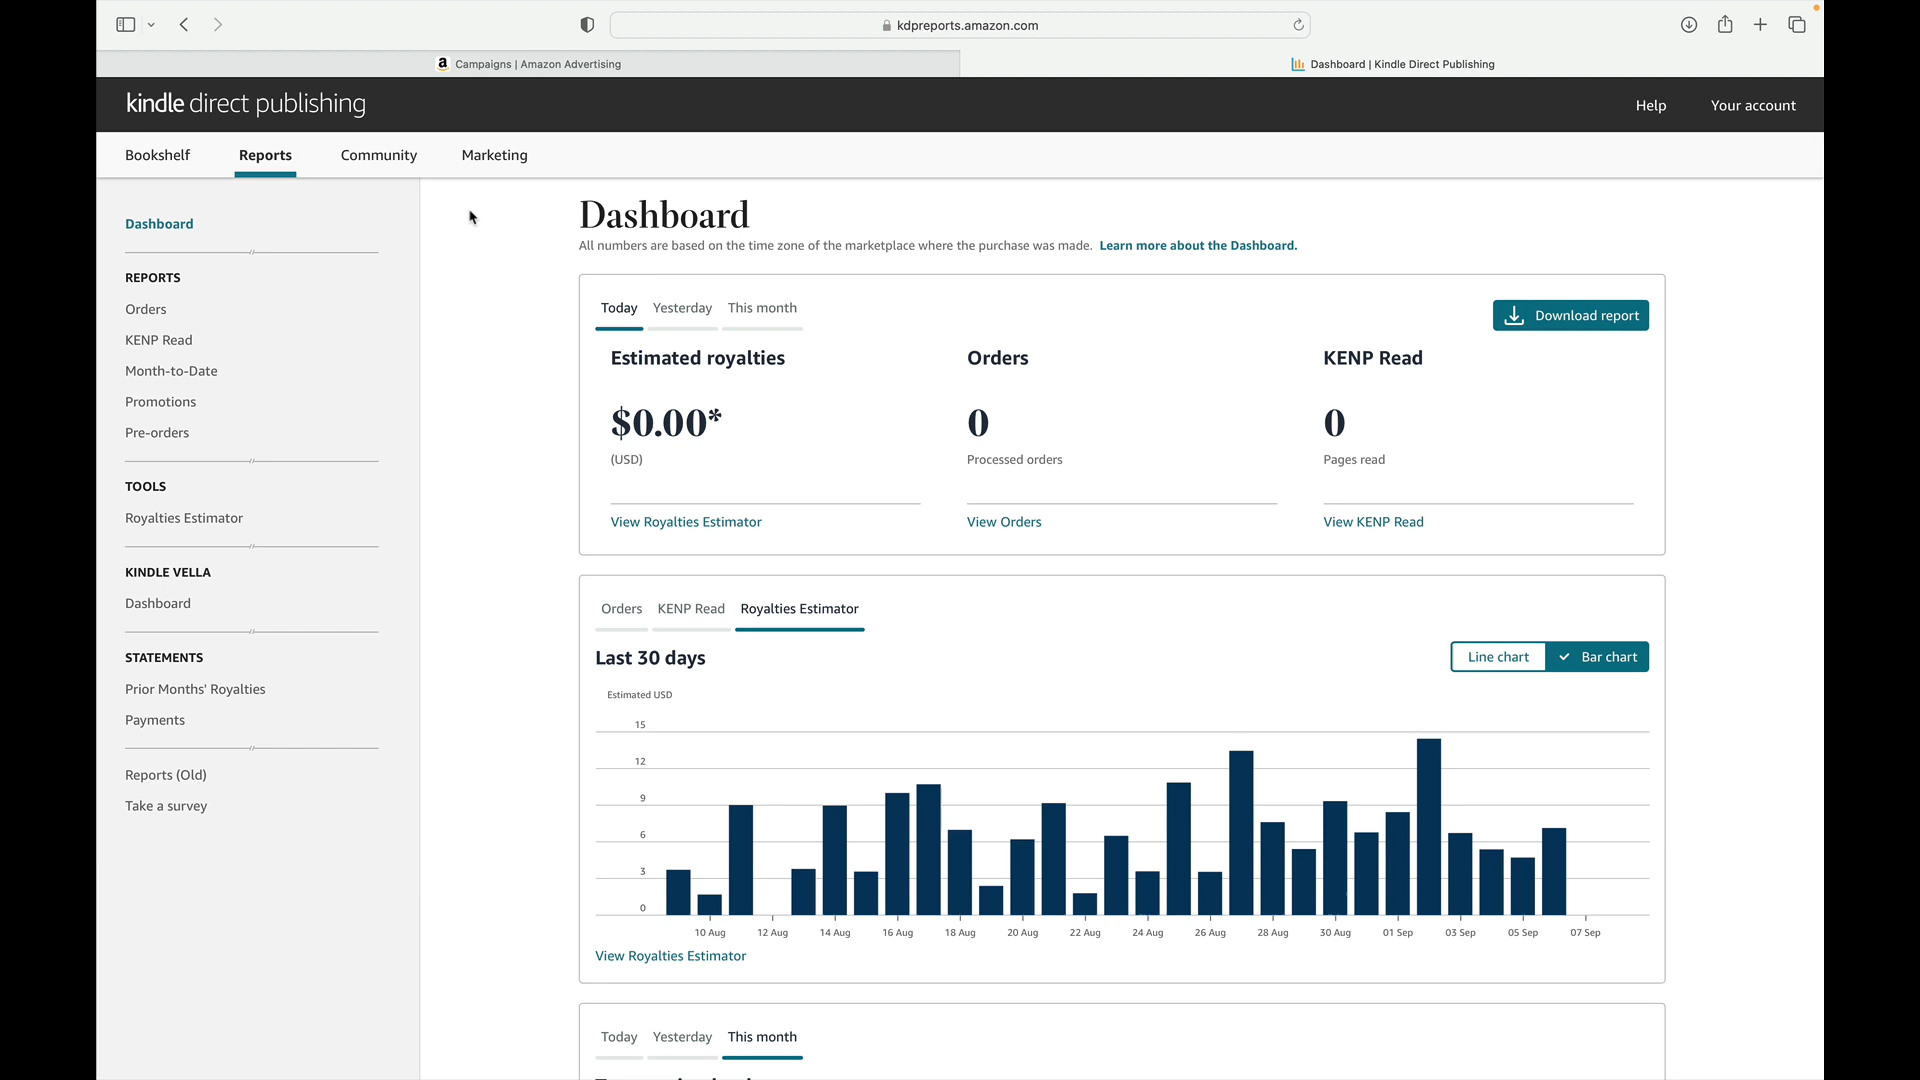 kdpreports.amazon.com
Campaigns | Amazon Advertising
Dashboard | Kindle Direct Publishing
kindle direct publishing
Help
Your account
Bookshelf
Reports
Community
Marketing
Dashboard
REPORTS
Orders
KENP Read
Month-to-Date
Promotions
Pre-orders
TOOLS
Royalties Estimator
KINDLE VELLA
Dashboard
STATEMENTS
Prior Months' Royalties
Payments
Reports (Old)
Take a survey
Dashboard
All numbers are based on the time zone of the marketplace where the purchase was made. Learn more about the Dashboard.
Today Yesterday This month
Download report
Estimated royalties
$0.00*
(USD)
View Royalties Estimator
Orders
0
Processed orders
View Orders
KENP Read
0
Pages read
View KENP Read
Orders KENP Read Royalties Estimator
Last 30 days
Line chart
Bar chart
Estimated USD
15
12
9
6
3
0
10 Aug 12 Aug 14 Aug 16 Aug 18 Aug 20 Aug 22 Aug 24 Aug 26 Aug 28 Aug 30 Aug 01 Sep 03 Sep 05 Sep 07 Sep
View Royalties Estimator
Today Yesterday This month